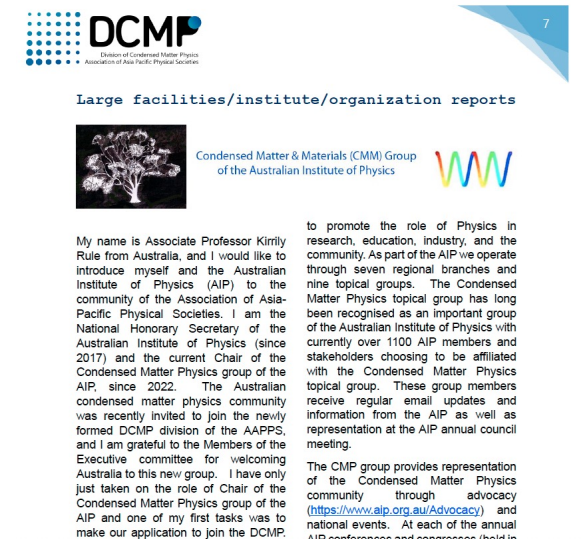 7
DCMP
Division of Condensed Matter Physics
Association of Asia Pacific Physical Societies
Large facilities/institute/organization reports
Condensed Matter & Materials (CMM) Group
of the Australian Institute of Physics
My name is Associate Professor Kirrily
Rule from Australia, and I would like to
introduce myself and the Australian
Institute of Physics (AIP) to the
community of the Association of Asia-
Pacific Physical Societies. I am the
National Honorary Secretary of the
Australian Institute of Physics (since
2017) and the current Chair of the
Condensed Matter Physics group of the
AIP, since 2022. The Australian
condensed matter physics community
was recently invited to join the newly
formed DCMP division of the AAPPS,
and I am grateful to the Members of the
Executive committee for welcoming
Australia to this new group. I have only
just taken on the role of Chair of the
Condensed Matter Physics group of the
AIP and one of my first tasks was to
make our application to join the DCMP.
to promote the role of Physics in
research, education, industry, and the
community. As part of the AIP we operate
through seven regional branches and
nine topical groups. The Condensed
Matter Physics topical group has long
been recognised as an important group
of the Australian Institute of Physics with
currently over 1100 AIP members and
stakeholders choosing to be affiliated
with the Condensed Matter Physics
topical group. These group members
receive regular email updates and
information from the AIP as well as
representation at the AIP annual council
meeting.
The CMP group provides representation
of the Condensed Matter Physics
community through advocacy
(https://www.aip.org.au/Advocacy) and
national events. At each of the annual
AIP conferences and congresses (held in